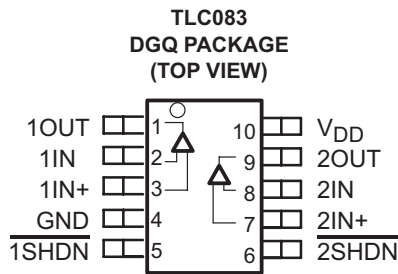 TLC083
DGQ PACKAGE
(TOP VIEW)
1OUT 1 10 VDD
1IN 2 9 2OUT
1IN+ 3 8 2IN
GND 4 7 2IN+
1SHDN 5 6 2SHDN